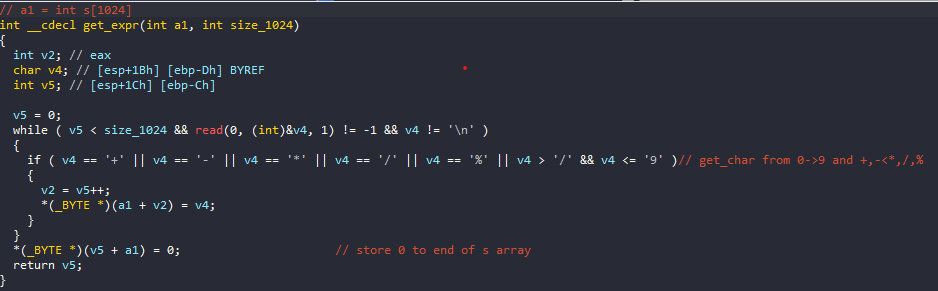 // a1 = int s[1024]
int __cdecl get_expr(int a1, int size_1024)
{
  int v2; // eax
  char v4; // [esp+1Bh] [ebp-Dh] BYREF
  int v5; // [esp+1Ch] [ebp-Ch]

  v5 = 0;
  while ( v5 < size_1024 && read(0, (int)&v4, 1) != -1 && v4 != '\n' )
  {
    if ( v4 == '+' || v4 == '-' || v4 == '*' || v4 == '/' || v4 == '%' || v4 > '/' && v4 <= '9' )// get_char from 0->9 and +,-<*,/,%
    {
      v2 = v5++;
      *(_BYTE *)(a1 + v2) = v4;
    }
  }
  *(_BYTE *)(v5 + a1) = 0;                      // store 0 to end of s array
  return v5;
}